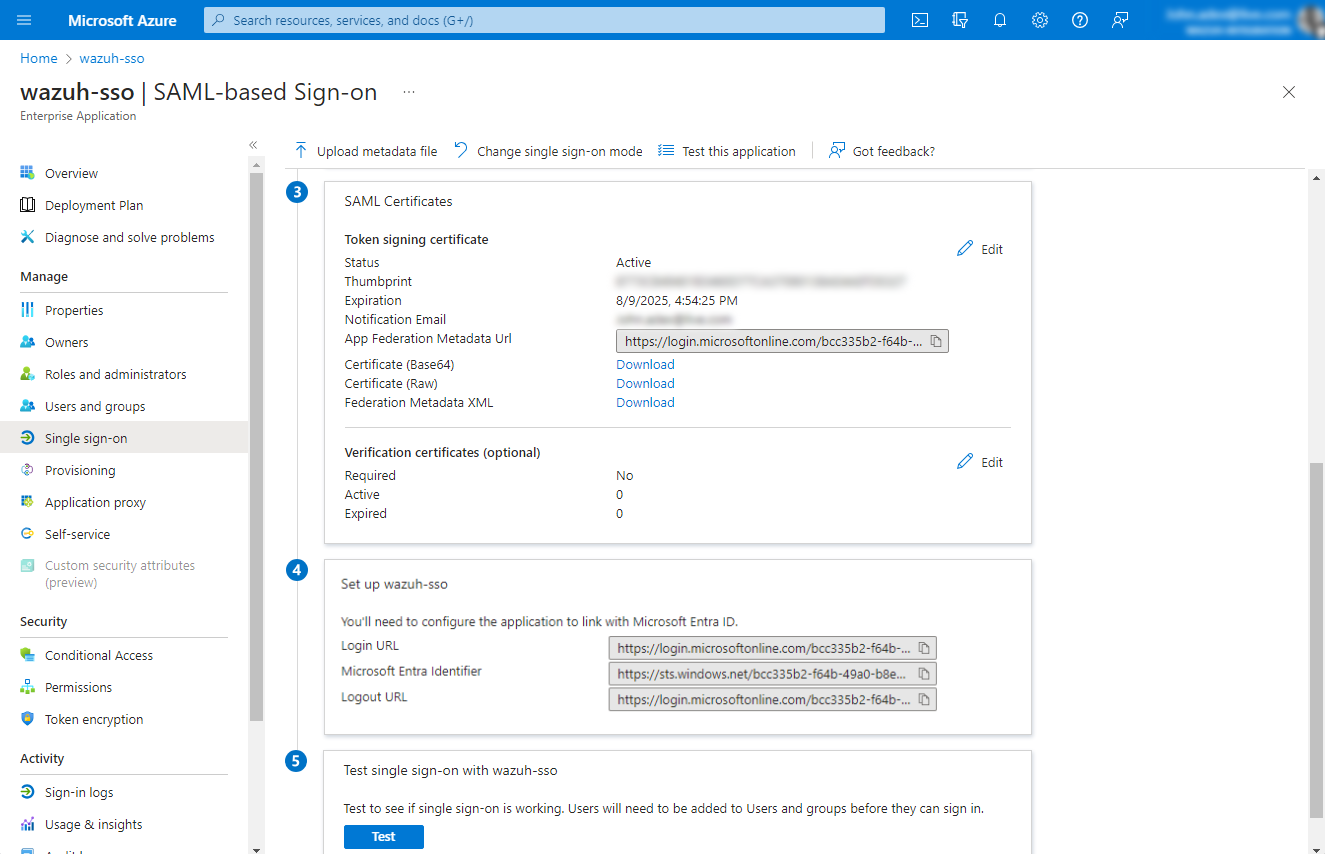 Microsoft Azure
Search resources, services, and docs (G+/)
Home > wazuh-sso
wazuh-sso | SAML-based Sign-on ...
Enterprise Application
Overview
Deployment Plan
Diagnose and solve problems
Manage
Properties
Owners
Roles and administrators
Users and groups
Single sign-on
Provisioning
Application proxy
Self-service
Custom security attributes
(preview)
Security
Conditional Access
Permissions
Token encryption
Activity
Sign-in logs
Usage & insights
Upload metadata file Change single sign-on mode Test this application Got feedback?
3
SAML Certificates
Token signing certificate
Edit
Status Active
Thumbprint
Expiration 8/9/2025, 4:54:25 PM
Notification Email
App Federation Metadata Url https://login.microsoftonline.com/bcc335b2-f64b-...
Certificate (Base64) Download
Certificate (Raw) Download
Federation Metadata XML Download
Verification certificates (optional)
Edit
Required No
Active 0
Expired 0
4
Set up wazuh-sso
You'll need to configure the application to link with Microsoft Entra ID.
Login URL https://login.microsoftonline.com/bcc335b2-f64b-...
Microsoft Entra Identifier https://sts.windows.net/bcc335b2-f64b-49a0-b8e...
Logout URL https://login.microsoftonline.com/bcc335b2-f64b-...
5
Test single sign-on with wazuh-sso
Test to see if single sign-on is working. Users will need to be added to Users and groups before they can sign in.
Test